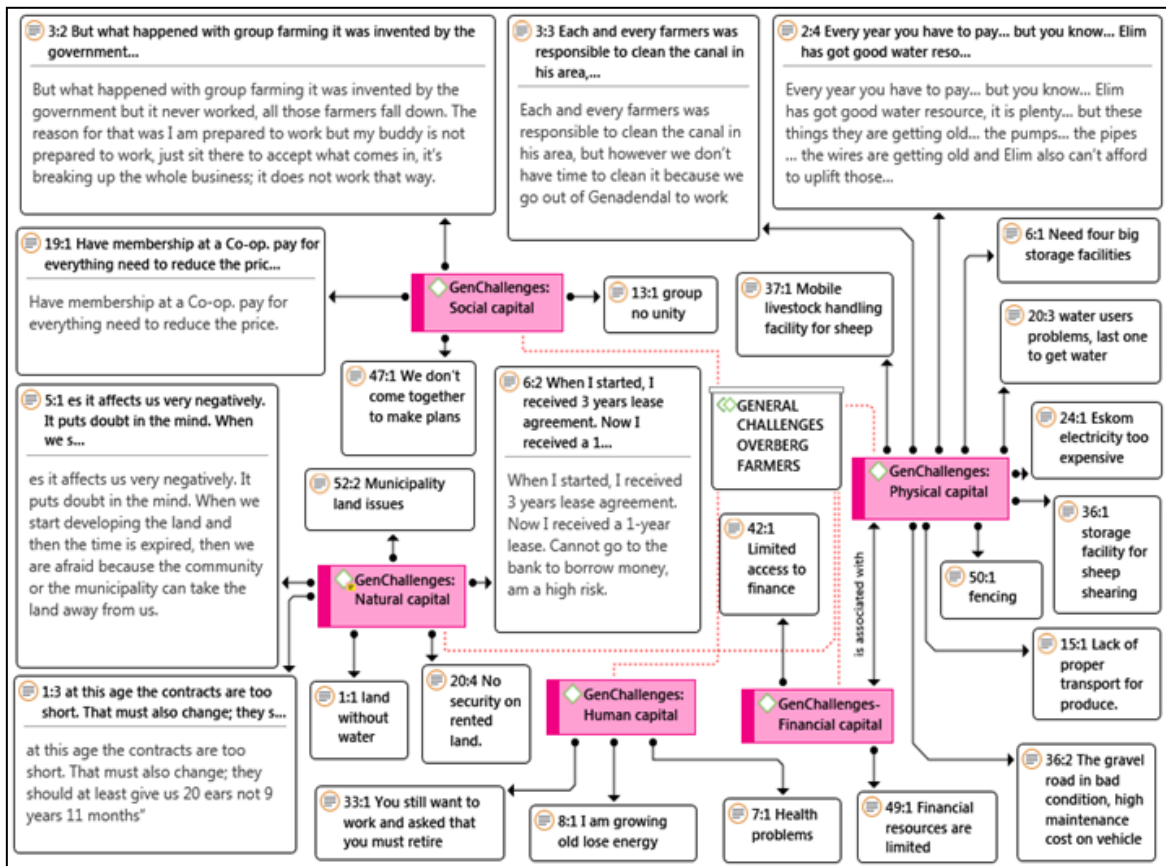 3:2 But what happened with group farming it was invented by the
government...
But what happened with group farming it was invented by the
government but it never worked, all those farmers fall down. The
reason for that was I am prepared to work but my buddy is not
prepared to work, just sit there to accept what comes in, it's
breaking up the whole business; it does not work that way.
3:3 Each and every farmers was
responsible to clean the canal in
his area,...
Each and every farmers was
responsible to clean the canal in
his area, but however we don't
have time to clean it because we
go out of Genadendal to work
2:4 Every year you have to pay... but you know... Elim
has got good water reso...
Every year you have to pay... but you know... Elim
has got good water resource, it is plenty... but these
things they are getting old... the pumps... the pipes
... the wires are getting old and Elim also can't afford
to uplift those...
19:1 Have membership at a Co-op. pay for
everything need to reduce the pric...
Have membership at a Co-op. pay for
everything need to reduce the price.
GenChallenges:
Social capital
13:1 group
no unity
37:1 Mobile
livestock handling
facility for sheep
6:1 Need four big
storage facilities
20:3 water users
problems, last one
to get water
47:1 We don't
come together
to make plans
5:1 es it affects us very negatively.
It puts doubt in the mind. When
we s...
es it affects us very negatively. It
puts doubt in the mind. When we
start developing the land and
then the time is expired, then we
are afraid because the community
or the municipality can take the
land away from us.
6:2 When I started, I
received 3 years lease
agreement. Now I
received a 1...
When I started, I received
3 years lease agreement.
Now I received a 1-year
lease. Cannot go to the
bank to borrow money,
am a high risk.
GENERAL
CHALLENGES
OVERBERG
FARMERS
24:1 Eskom
electricity too
expensive
GenChallenges:
Physical capital
52:2 Municipality
land issues
42:1
Limited
access to
finance
is associated with
50:1
fencing
36:1
storage
facility for
sheep
shearing
GenChallenges:
Natural capital
15:1 Lack of
proper
transport for
produce.
1:3 at this age the contracts are too
short. That must also change; they s...
at this age the contracts are too
short. That must also change; they
should at least give us 20 ears not 9
years 11 months"
1:1 land
without
water
20:4 No
security on
rented
land.
GenChallenges:
Human capital
GenChallenges-
Financial capital
33:1 You still want to
work and asked that
you must retire
8:1 I am growing
old lose energy
7:1 Health
problems
49:1 Financial
resources are
limited
36:2 The gravel
road in bad
condition, high
maintenance
cost on vehicle